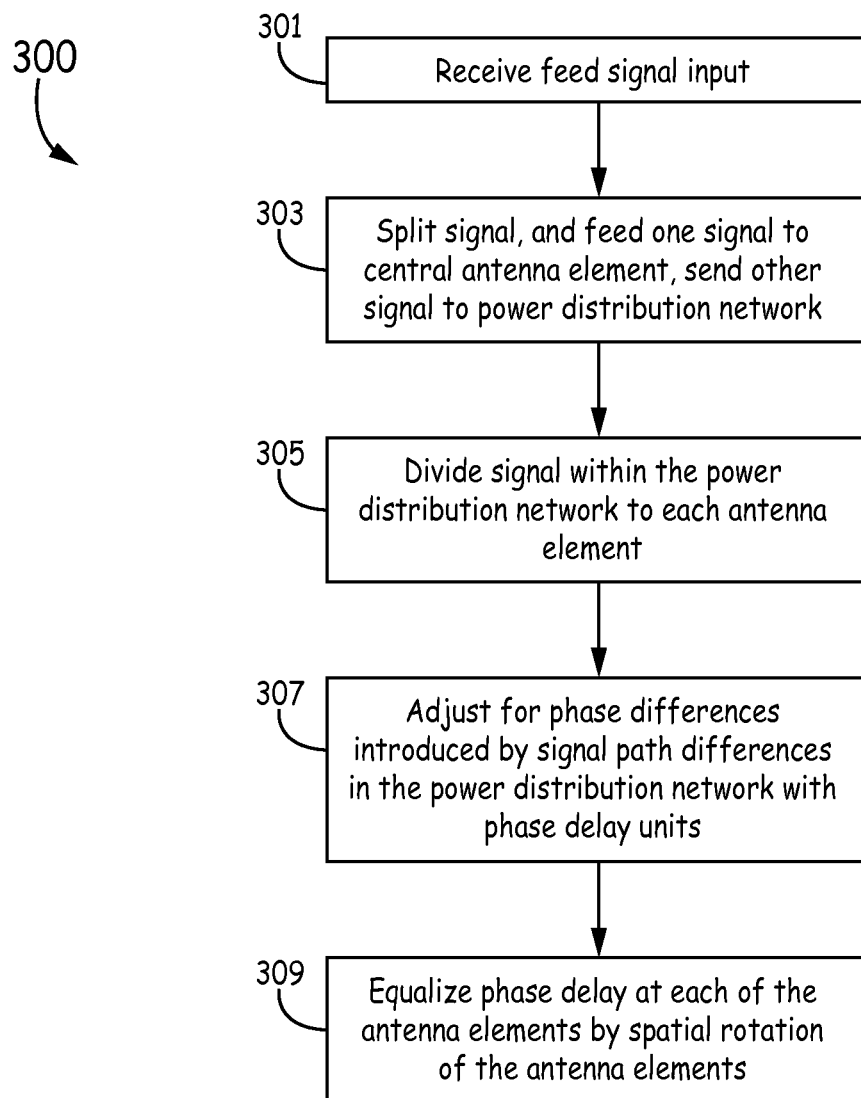 300
301
Receive feed signal input
303
Split signal, and feed one signal to
central antenna element, send other
signal to power distribution network
305
Divide signal within the power
distribution network to each antenna
element
307
Adjust for phase differences
introduced by signal path differences
in the power distribution network with
phase delay units
309
Equalize phase delay at each of the
antenna elements by spatial rotation
of the antenna elements